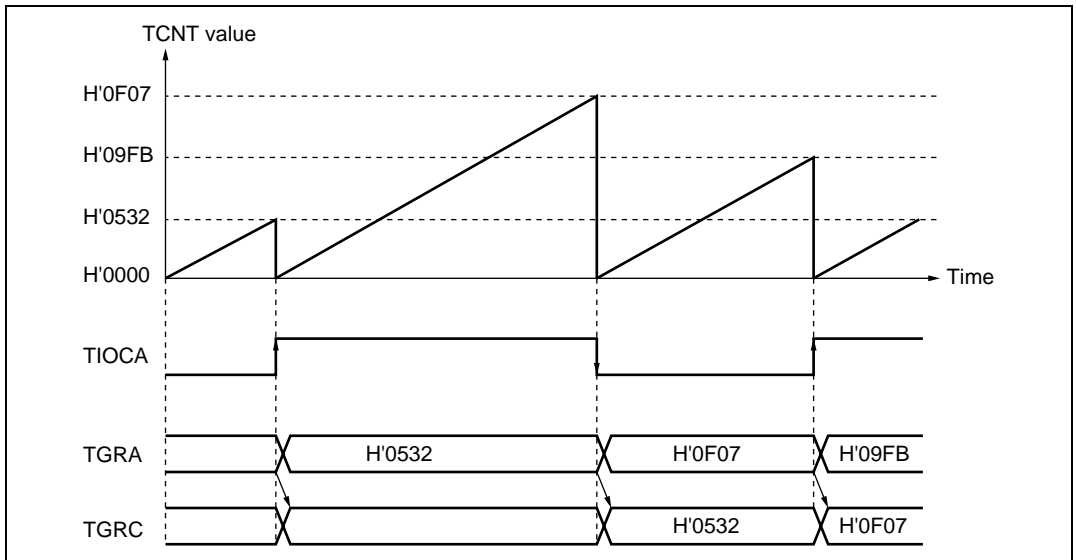 TCNT value
H'0F07
H'09FB
H'0532
H'0000
Time
TIOCA
TGRA
H'0532
H'0F07
H'09FB
TGRC
H'0532
H'0F07